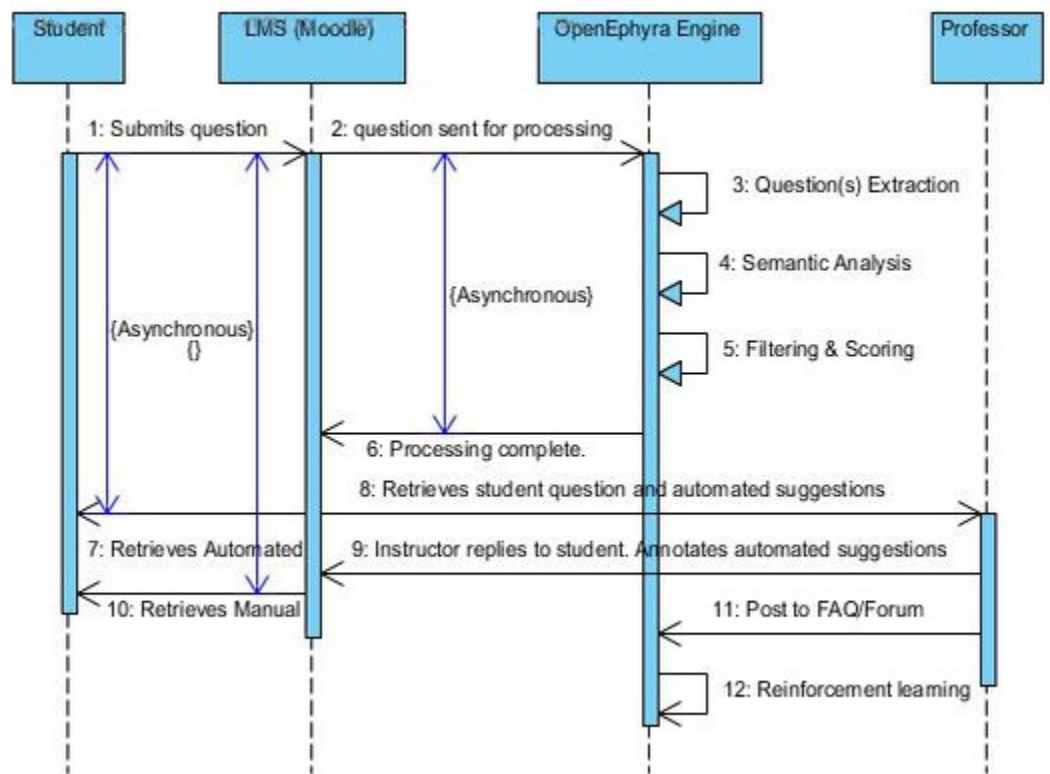 Student
LMS (Moodle)
OpenEphyra Engine
Professor
1: Submits question
2: question sent for processing
3: Question(s) Extraction
4: Semantic Analysis
{Asynchronous}
{Asynchronous}
{}
5: Filtering & Scoring
6: Processing complete.
8: Retrieves student question and automated suggestions
7: Retrieves Automated
9: Instructor replies to student. Annotates automated suggestions
10: Retrieves Manual
11: Post to FAQ/Forum
12: Reinforcement learning